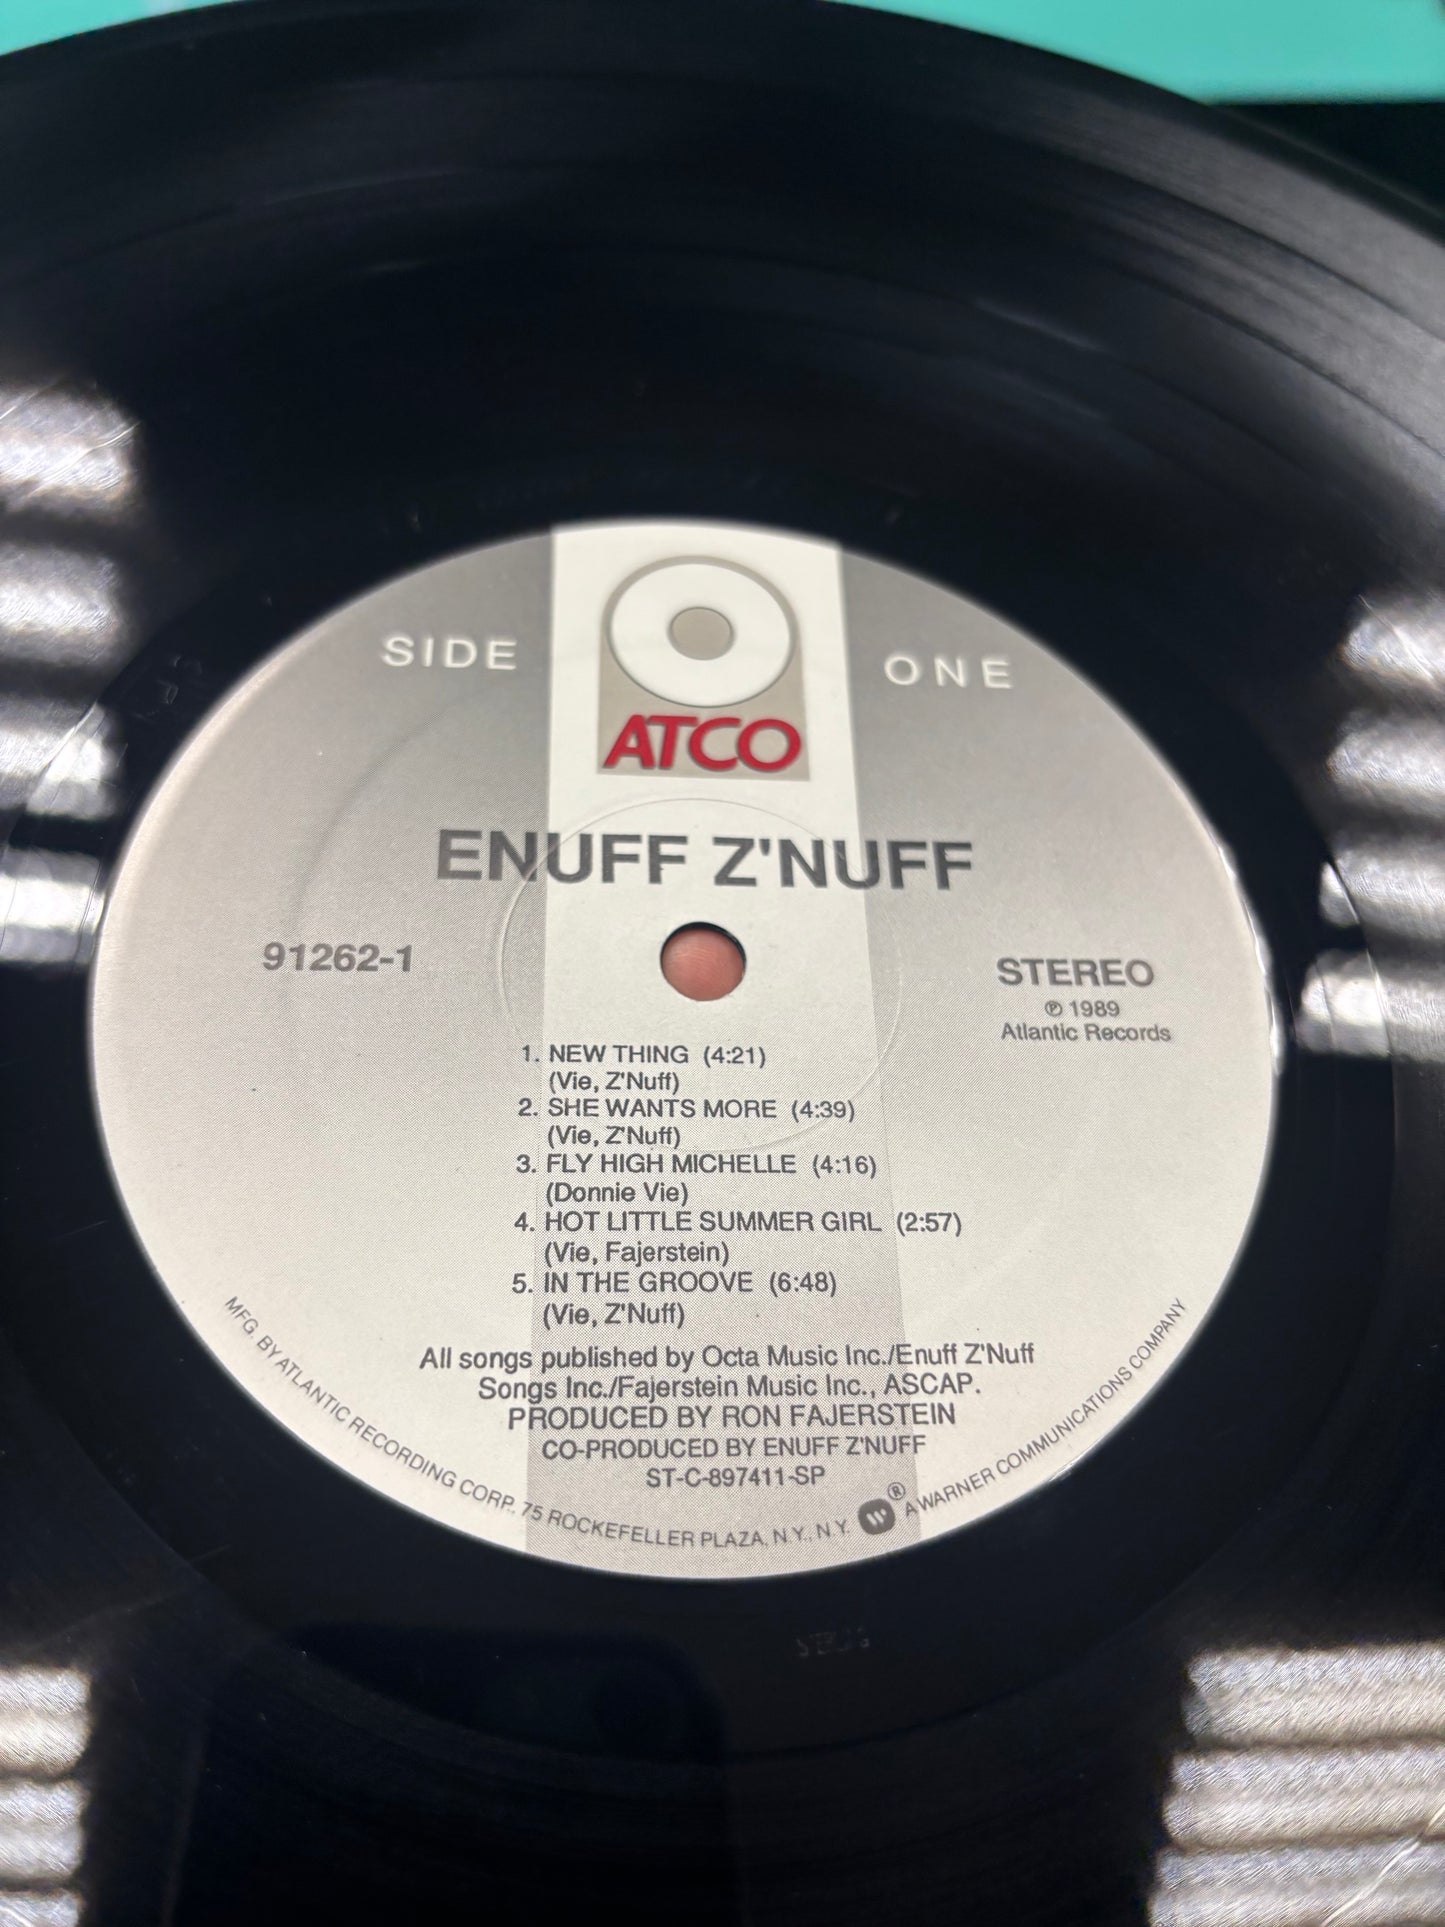 SIDE ONE
ATCO
ENUFF Z'NUFF
91262-1
STEREO
℗ 1989
Atlantic Records
1. NEW THING (4:21)
(Vie, Z'Nuff)
2. SHE WANTS MORE (4:39)
(Vie, Z'Nuff)
3. FLY HIGH MICHELLE (4:16)
(Donnie Vie)
4. HOT LITTLE SUMMER GIRL (2:57)
(Vie, Fajerstein)
5. IN THE GROOVE (6:48)
(Vie, Z'Nuff)
All songs published by Octa Music Inc./Enuff Z'Nuff
Songs Inc./Fajerstein Music Inc., ASCAP.
PRODUCED BY RON FAJERSTEIN
CO-PRODUCED BY ENUFF Z'NUFF
ST-C-897411-SP
MFG. BY ATLANTIC RECORDING CORP., 75 ROCKEFELLER PLAZA, N.Y., N.Y. ® A WARNER COMMUNICATIONS COMPANY